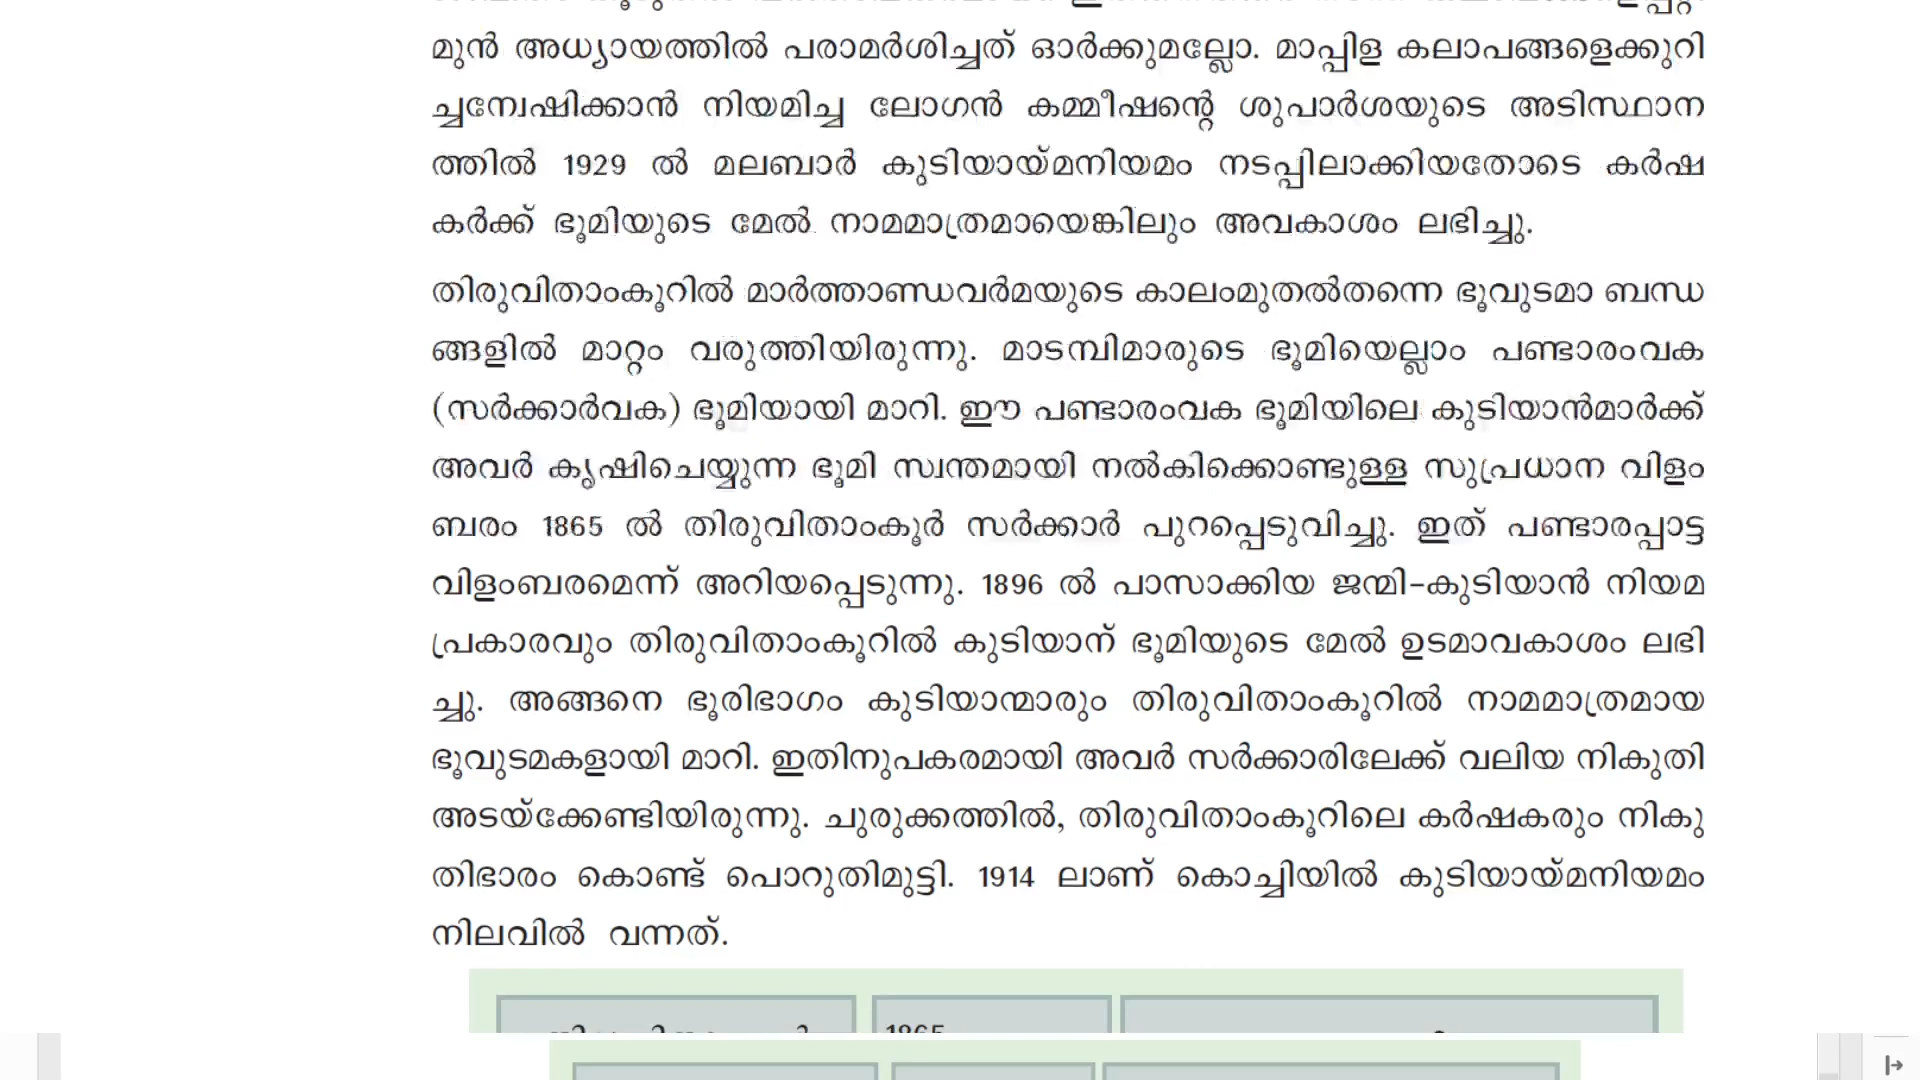 മുൻ അധ്യായത്തിൽ പരാമർശിച്ചത് ഓർക്കുമല്ലോ. മാപ്പിള കലാപങ്ങളെക്കുറി
ച്ചന്വേഷിക്കാൻ നിയമിച്ച ലോഗൻ കമ്മീഷന്റെ ശുപാർശയുടെ അടിസ്ഥാന
ത്തിൽ 1929 ൽ മലബാർ കുടിയായ്മനിയമം നടപ്പിലാക്കിയതോടെ കർഷ
കർക്ക് ഭൂമിയുടെ മേൽ നാമമാത്രമായെങ്കിലും അവകാശം ലഭിച്ചു.
തിരുവിതാംകൂറിൽ മാർത്താണ്ഡവർമയുടെ കാലംമുതൽതന്നെ ഭൂവുടമാ ബന്ധ
ങ്ങളിൽ മാറ്റം വരുത്തിയിരുന്നു. മാടമ്പിമാരുടെ ഭൂമിയെല്ലാം പണ്ടാരംവക
(സർക്കാർവക) ഭൂമിയായി മാറി. ഈ പണ്ടാരംവക ഭൂമിയിലെ കുടിയാൻമാർക്ക്
അവർ കൃഷിചെയ്യുന്ന ഭൂമി സ്വന്തമായി നൽകിക്കൊണ്ടുള്ള സുപ്രധാന വിളം
ബരം 1865 ൽ തിരുവിതാംകൂർ സർക്കാർ പുറപ്പെടുവിച്ചു. ഇത് പണ്ടാരപ്പാട്ട
വിളംബരമെന്ന് അറിയപ്പെടുന്നു. 1896 ൽ പാസാക്കിയ ജന്മി-കുടിയാൻ നിയമ
പ്രകാരവും തിരുവിതാംകൂറിൽ കുടിയാന് ഭൂമിയുടെ മേൽ ഉടമാവകാശം ലഭി
ച്ചു. അങ്ങനെ ഭൂരിഭാഗം കുടിയാന്മാരും തിരുവിതാംകൂറിൽ നാമമാത്രമായ
ഭൂവുടമകളായി മാറി. ഇതിനുപകരമായി അവർ സർക്കാരിലേക്ക് വലിയ നികുതി
അടയ്ക്കേണ്ടിയിരുന്നു. ചുരുക്കത്തിൽ, തിരുവിതാംകൂറിലെ കർഷകരും നികു
തിഭാരം കൊണ്ട് പൊറുതിമുട്ടി. 1914 ലാണ് കൊച്ചിയിൽ കുടിയായ്മനിയമം
നിലവിൽ വന്നത്.
1865